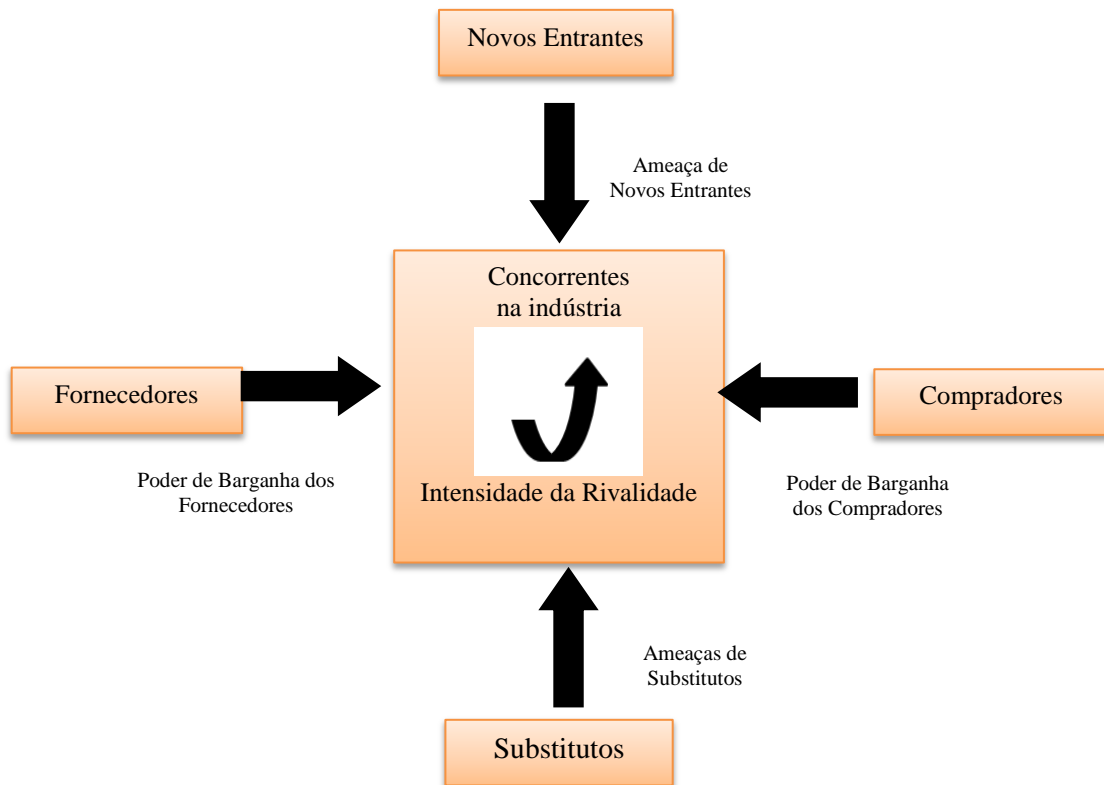 Novos Entrantes
Ameaça de
Novos Entrantes
Concorrentes
na indústria
Fornecedores
Compradores
Poder de Barganha dos
Fornecedores
Intensidade da Rivalidade
Poder de Barganha
dos Compradores
Ameaças de
Substitutos
Substitutos